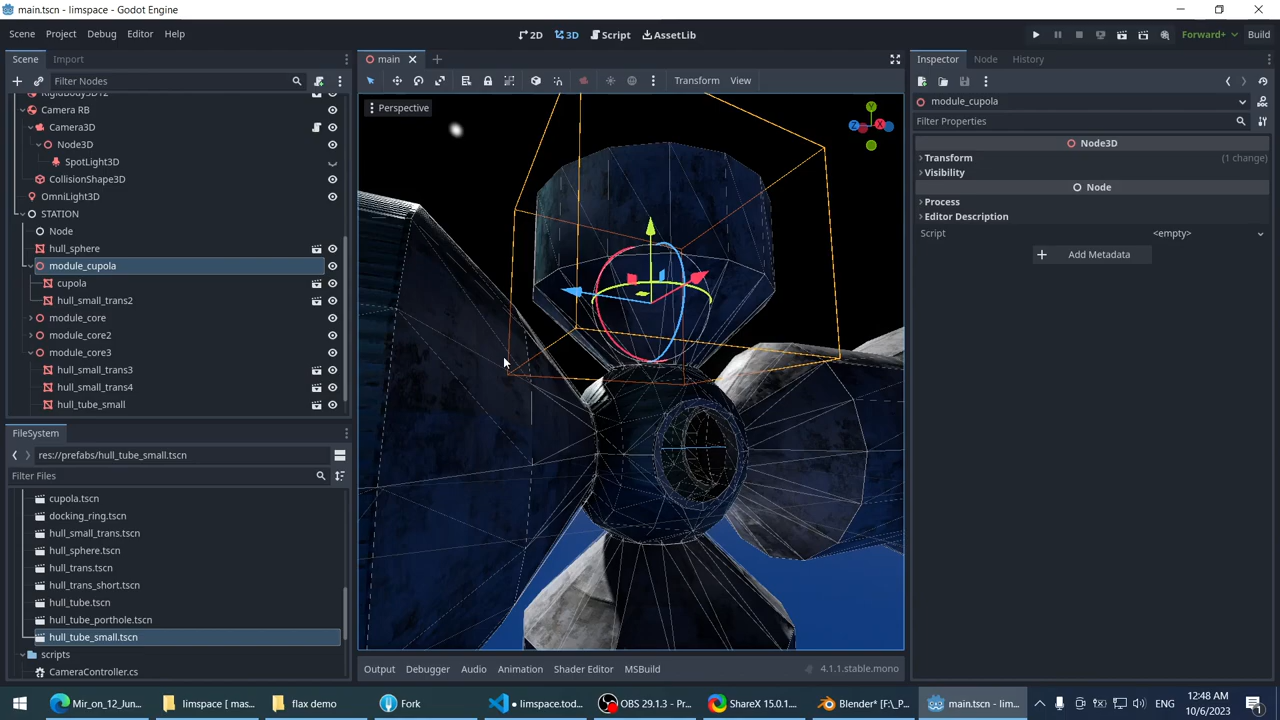 main.tscn - limspace - Godot Engine
Scene Project Debug Editor Help
2D 3D Script AssetLib
Forward+ Build
Scene Import
Filter Nodes
Camera RB
Camera3D
Node3D
SpotLight3D
CollisionShape3D
OmniLight3D
STATION
Node
hull_sphere
module_cupola
cupola
hull_small_trans2
module_core
module_core2
module_core3
hull_small_trans3
hull_small_trans4
hull_tube_small
FileSystem
res://prefabs/hull_tube_small.tscn
Filter Files
cupola.tscn
docking_ring.tscn
hull_small_trans.tscn
hull_sphere.tscn
hull_trans.tscn
hull_trans_short.tscn
hull_tube.tscn
hull_tube_porthole.tscn
hull_tube_small.tscn
scripts
CameraController.cs
main
Transform View
Perspective
Y
Z X
Output Debugger Audio Animation Shader Editor MSBuild
4.1.1.stable.mono
Inspector Node History
module_cupola
Filter Properties
Node3D
Transform (1 change)
Visibility
Node
Process
Editor Description
Script <empty>
Add Metadata
Mir_on_12_Jun... limspace [ mas... flax demo Fork • limspace.tod... OBS 29.1.3 - Pr... ShareX 15.0.1... Blender* [F:\_P... main.tscn - lim...
ENG
12:48 AM
10/6/2023